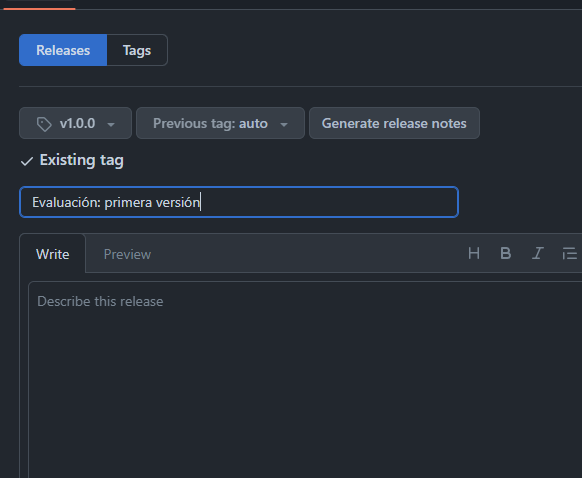 Releases Tags
v1.0.0 Previous tag: auto Generate release notes
Existing tag
Evaluación: primera versión
Write Preview H B I
Describe this release